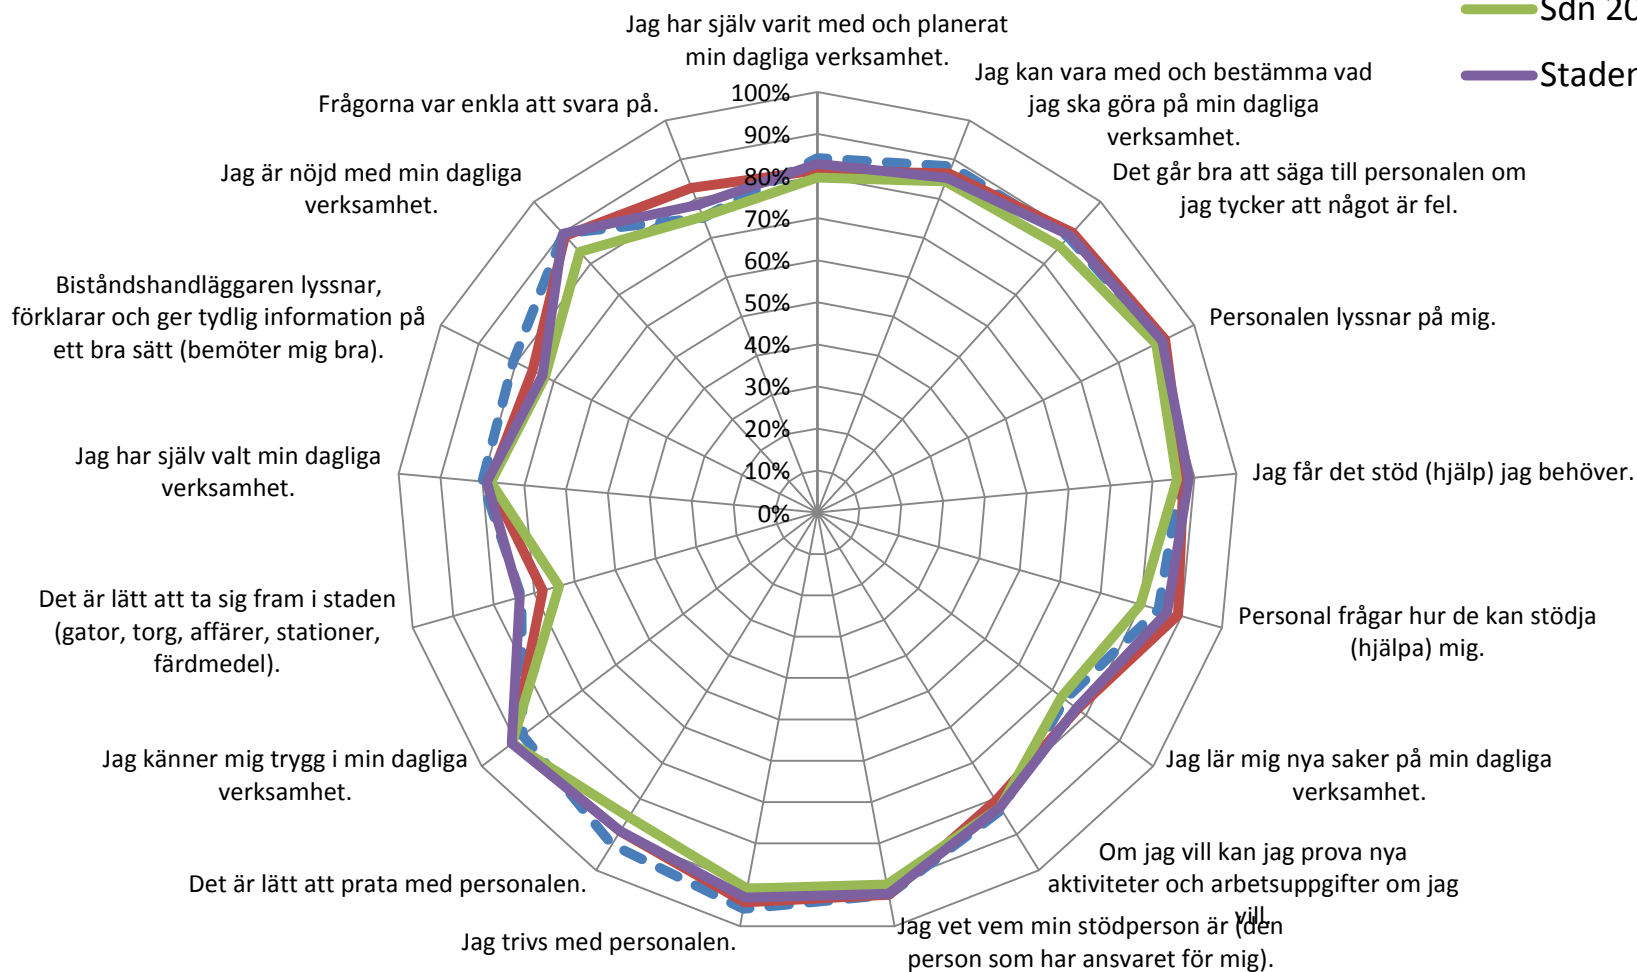 Jag har själv varit med och planerat
min dagliga verksamhet.
Sdn 20
Staden
Jag kan vara med och bestämma vad
jag ska göra på min dagliga
verksamhet.
Det går bra att säga till personalen om
jag tycker att något är fel.
Personalen lyssnar på mig.
Jag får det stöd (hjälp) jag behöver.
Personal frågar hur de kan stödja
(hjälpa) mig.
Jag lär mig nya saker på min dagliga
verksamhet.
Om jag vill kan jag prova nya
aktiviteter och arbetsuppgifter om jag
vill.
Jag vet vem min stödperson är (den
person som har ansvaret för mig).
Jag trivs med personalen.
Det är lätt att prata med personalen.
Jag känner mig trygg i min dagliga
verksamhet.
Det är lätt att ta sig fram i staden
(gator, torg, affärer, stationer,
färdmedel).
Jag har själv valt min dagliga
verksamhet.
Biståndshandläggaren lyssnar,
förklarar och ger tydlig information på
ett bra sätt (bemöter mig bra).
Jag är nöjd med min dagliga
verksamhet.
Frågorna var enkla att svara på.
100%
90%
80%
70%
60%
50%
40%
30%
20%
10%
0%